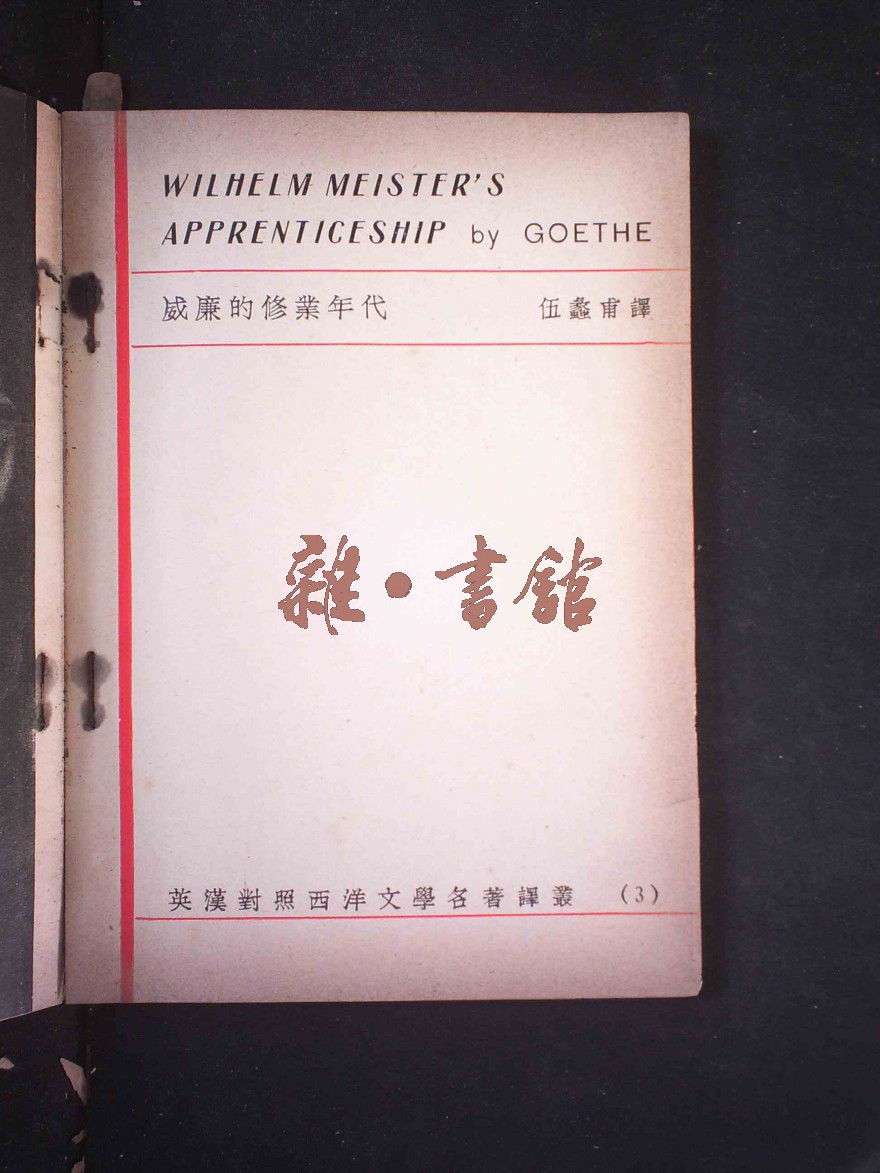 WILHELM MEISTER'S
APPRENTICESHIP by GOETHE
威廉的修業年代 伍蠡甫譯
雜·書館
英漢對照西洋文學名著譯叢 (3)